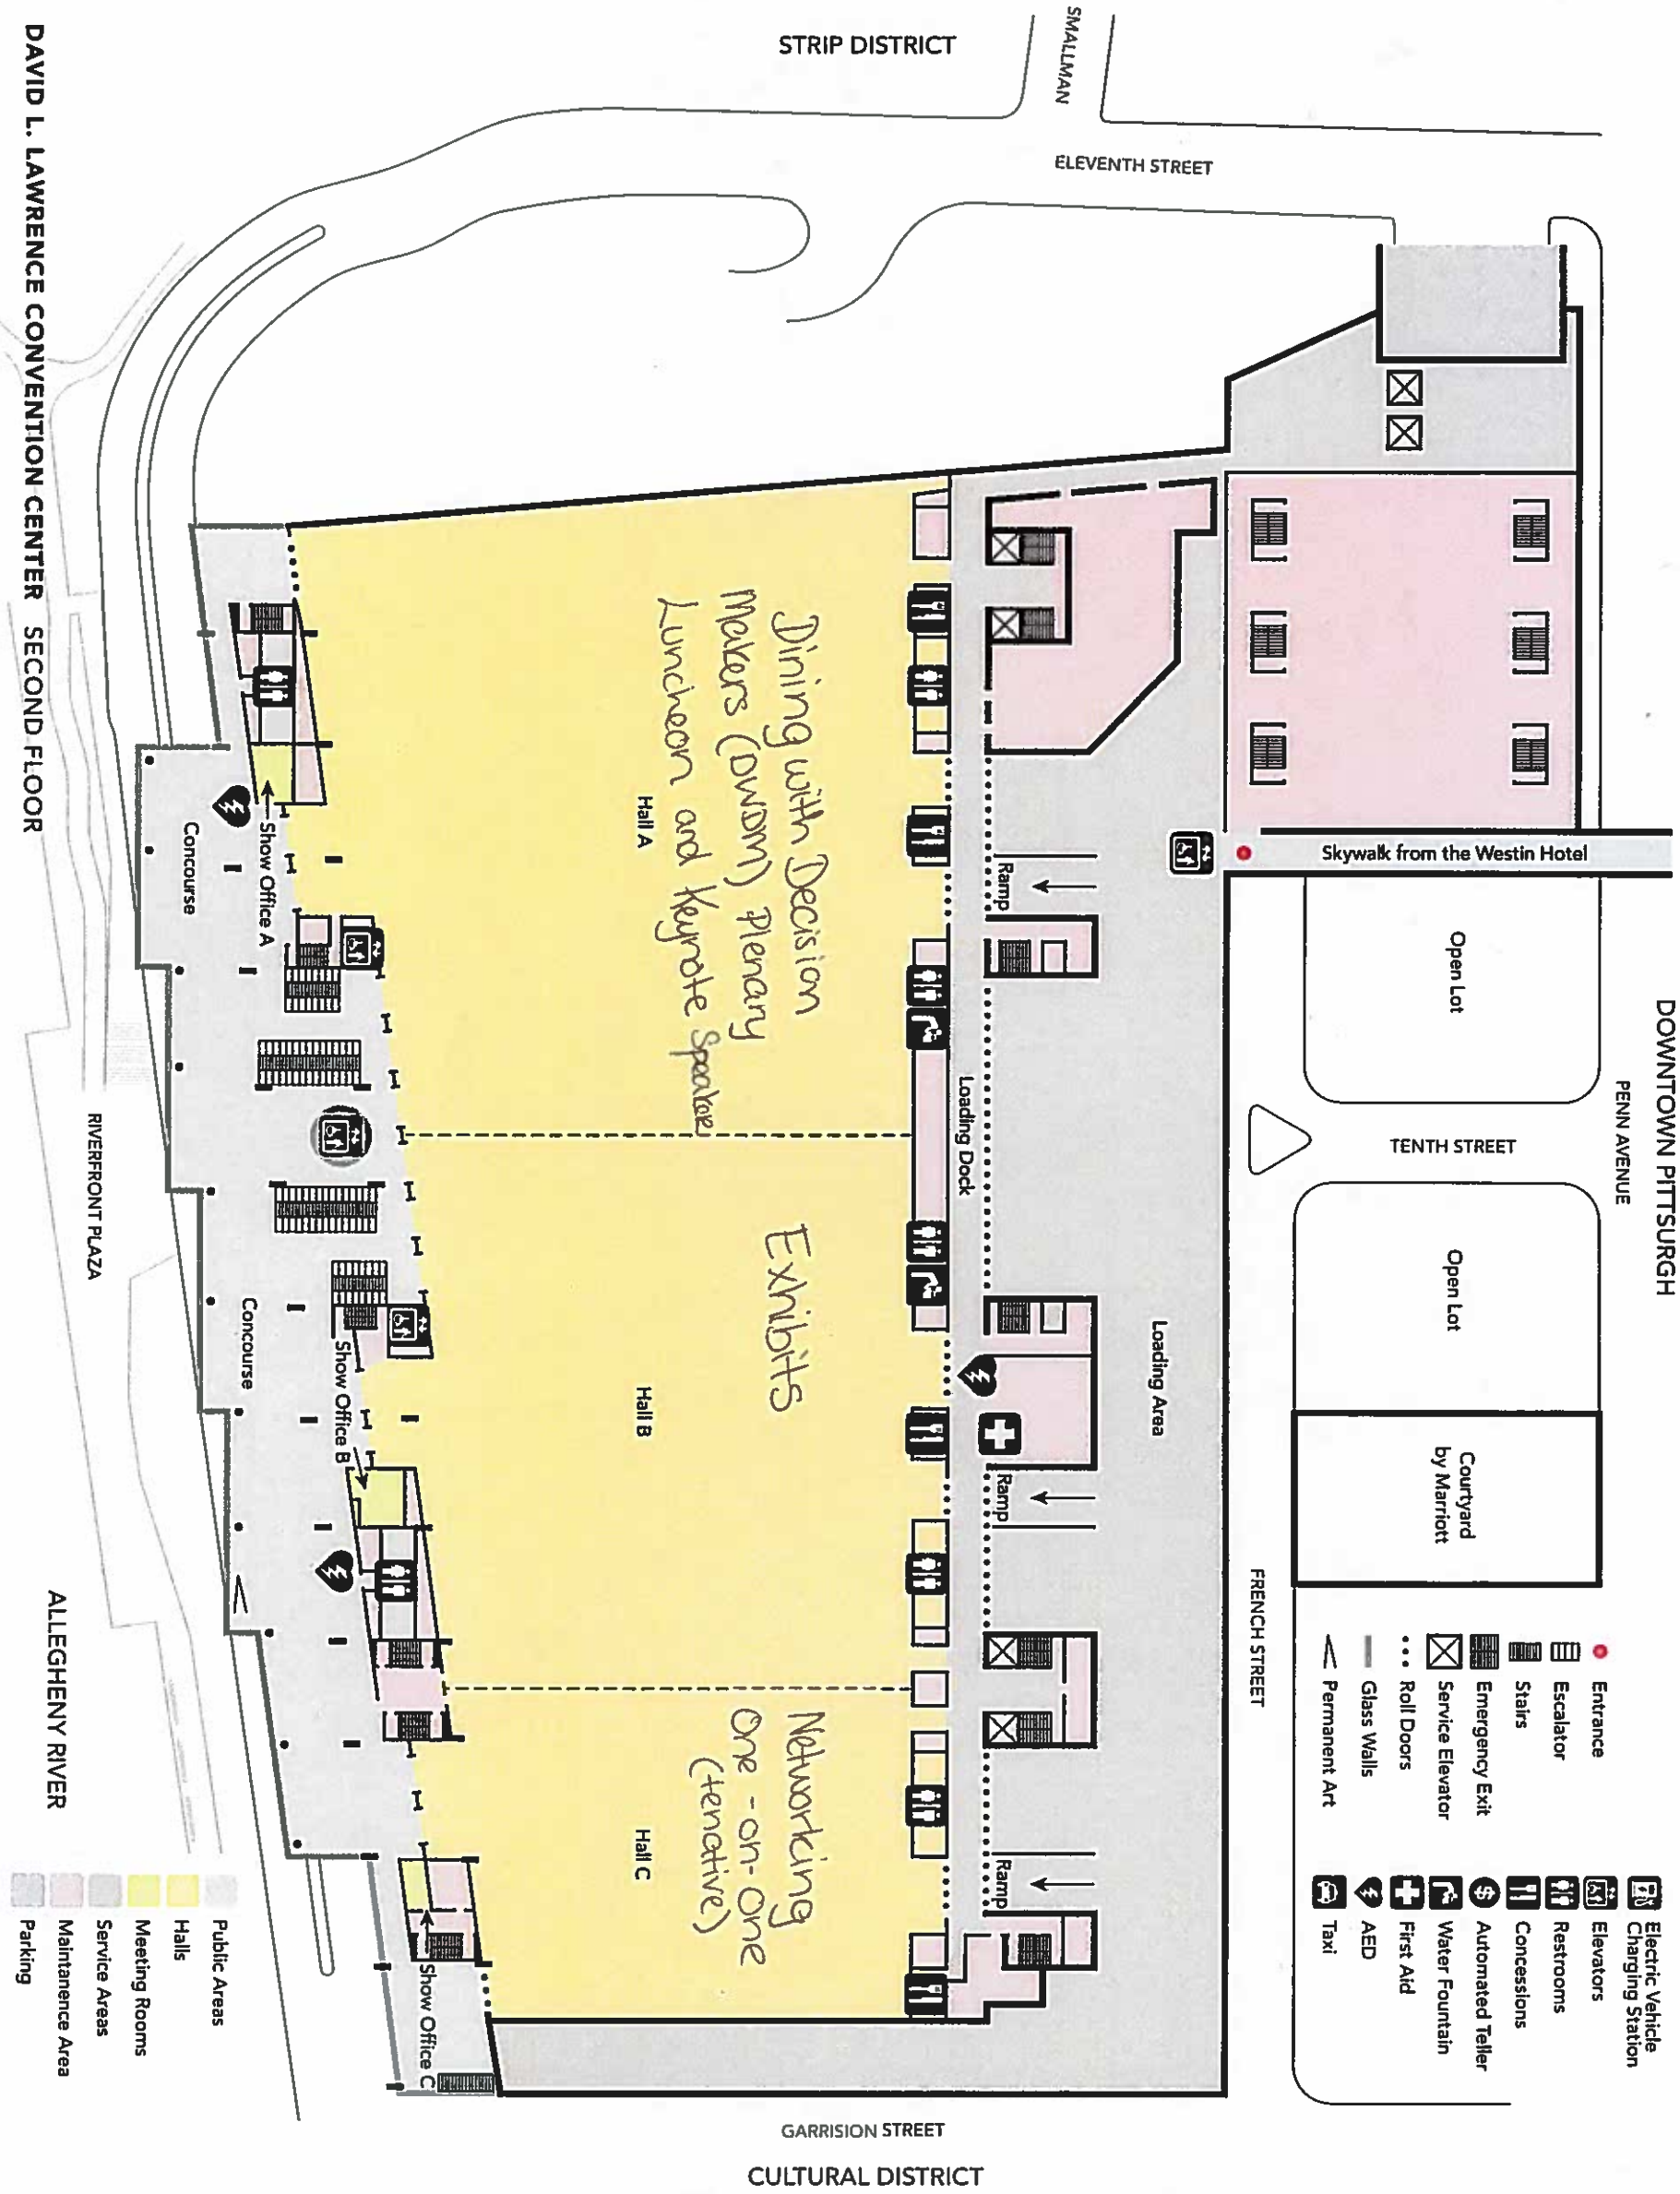 DAVID L. LAWRENCE CONVENTION CENTER SECOND FLOOR
STRIP DISTRICT
SMALLMAN
ELEVENTH STREET
DOWNTOWN PITTSURGH
PENN AVENUE
TENTH STREET
FRENCH STREET
Skywalk from the Westin Hotel
Open Lot
Open Lot
Courtyard
by Marriott
Loading Area
Ramp
Ramp
Ramp
Loading Dock
Dining with Decision
Makers (DWDM) Plenary
Luncheon and Keynote Speaker
Hall A
Exhibits
Hall B
Networking
One-on-One
(tenative)
Hall C
Show Office A
Concourse
Show Office B
Concourse
Show Office C
RIVERFRONT PLAZA
ALLEGHENY RIVER
GARRISION STREET
CULTURAL DISTRICT
Entrance
Escalator
Stairs
Emergency Exit
Service Elevator
Roll Doors
Glass Walls
Permanent Art
Electric Vehicle
Charging Station
Elevators
Restrooms
Concessions
Automated Teller
Water Fountain
First Aid
AED
Taxi
Public Areas
Halls
Meeting Rooms
Service Areas
Maintanence Area
Parking